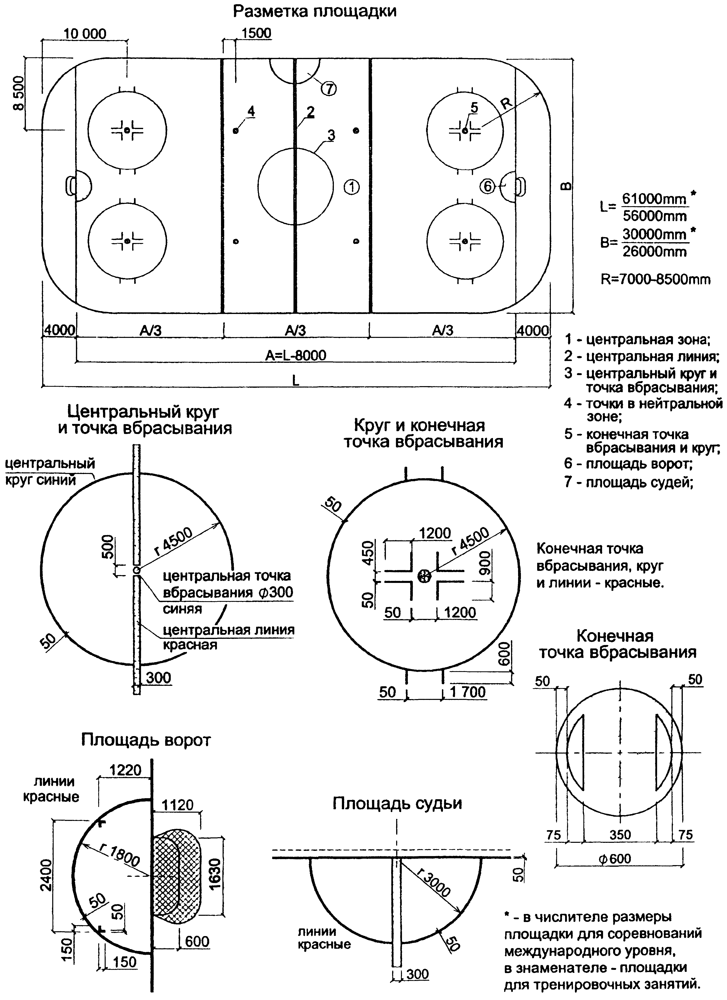 Разметка площадки
10 000
1500
8 500
7
4
2
5
R
3
1
6
B
L= 61000mm *
56000mm
B= 30000mm *
26000mm
R=7000-8500mm
4000
A/3
A/3
A/3
4000
A=L-8000
L
1 - центральная зона;
2 - центральная линия;
3 - центральный круг и
точка вбрасывания;
4 - точки в нейтральной
зоне;
5 - конечная точка
вбрасывания и круг;
6 - площадь ворот;
7 - площадь судей;
Центральный круг
и точка вбрасывания
центральный
круг синий
r 4500
500
центральная точка
вбрасывания ϕ300
синяя
центральная линия
красная
50
300
Круг и конечная
точка вбрасывания
50
1200
r 4500
450
900
50
50
1200
600
50
1 700
Конечная точка
вбрасывания, круг
и линии - красные.
Конечная
точка вбрасывания
50
50
75
350
75
ϕ600
Площадь ворот
линии
красные
1220
1120
r 1800
2400
1630
50
50
150
150
600
Площадь судьи
r 3000
50
линии
красные
50
300
* - в числителе размеры
площадки для соревнований
международного уровня,
в знаменателе - площадки
для тренировочных занятий.